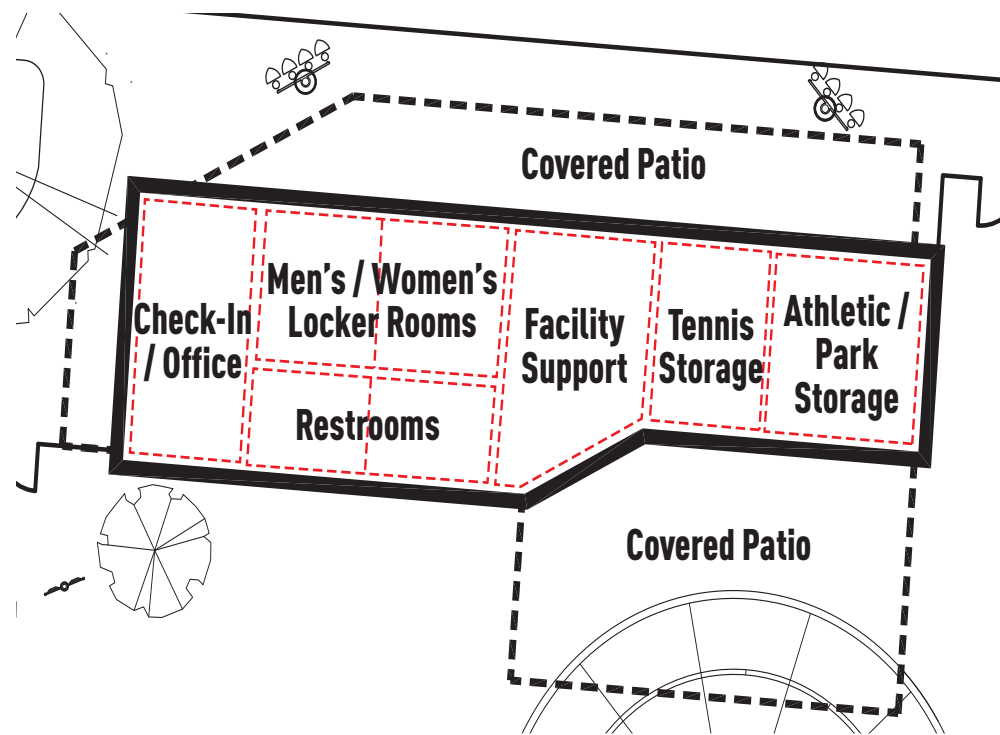 Covered Patio
Check-In
/ Office
Men’s / Women’s
Locker Rooms
Restrooms
Facility
Support
Tennis
Storage
Athletic /
Park
Storage
Covered Patio